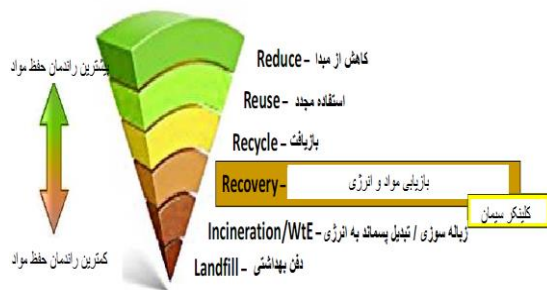 بیشترین راندمان حفظ مواد
Reduce – کاهش از مبدا
Reuse – استفاده مجدد
Recycle – بازیافت
Recovery – بازیابی مواد و انرژی
کلینکر سیمان
Incineration/WtE – زباله سوزی / تبدیل پسماند به انرژی
کمترین راندمان حفظ مواد
Landfill – دفن بهداشتی